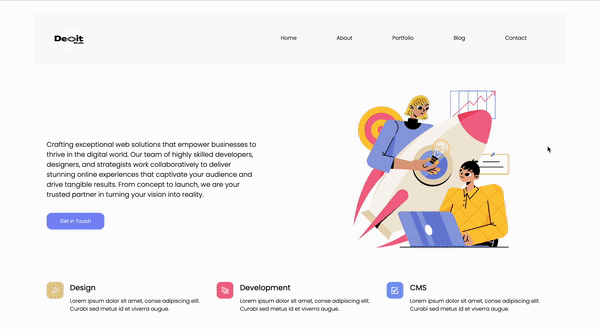 Home About Portfolio Blog Contact
Crafting exceptional web solutions that empower businesses to
thrive in the digital world. Our team of highly skilled developers,
designers, and strategists work collaboratively to deliver
stunning online experiences that captivate your audience and
drive tangible results. From concept to launch, we are your
trusted partner in turning your vision into reality.
Get in Touch
Design
Lorem ipsum dolor sit amet, conse adipiscing elit.
Curabi sed metus id et viverra augue.
Development
Lorem ipsum dolor sit amet, conse adipiscing elit.
Curabi sed metus id et viverra augue.
CMS
Lorem ipsum dolor sit amet, conse adipiscing elit.
Curabi sed metus id et viverra augue.